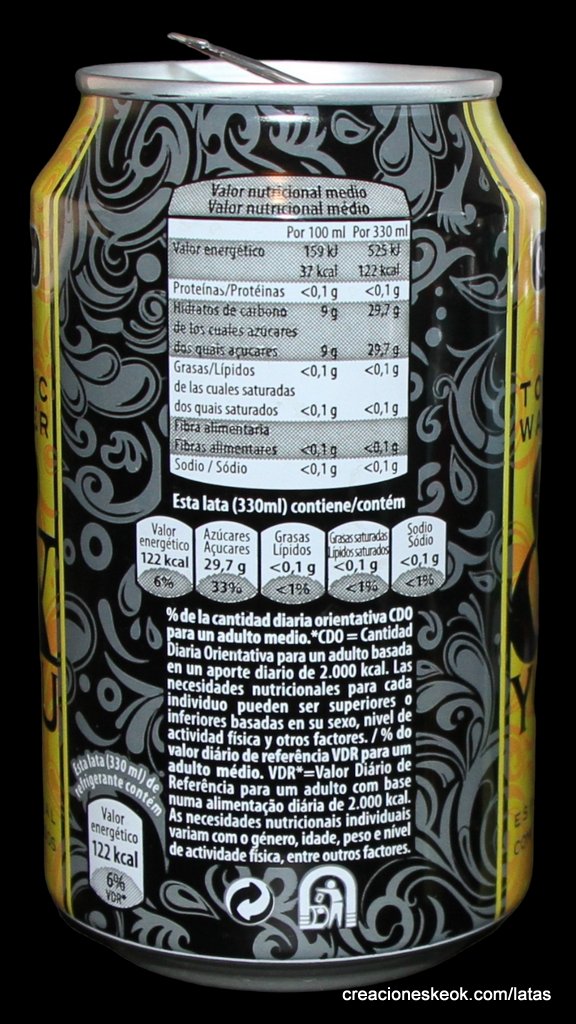 Valor nutricional medio
Valor nutricional médio
Por 100 ml Por 330 ml
Valor energético 159 kJ 525 kJ
37 kcal 122 kcal
Proteínas/Proteínas <0,1 g <0,1 g
Hidratos de carbono 9 g 29,7 g
de los cuales azúcares
dos quais açucares 9 g 29,7 g
Grasas/Lípidos <0,1 g <0,1 g
de las cuales saturadas
dos quais saturados <0,1 g <0,1 g
Fibra alimentaria
Fibras alimentares <0,1 g <0,1 g
Sodio / Sódio <0,1 g <0,1 g
Esta lata (330ml) contiene/contém
Valor energético 122 kcal 6%
Azúcares Açucares 29,7 g 33%
Grasas Lípidos <0,1 g <1%
Grasas saturadas Lípidos saturados <0,1 g <1%
Sodio Sódio <0,1 g <1%
% de la cantidad diaria orientativa CDO
para un adulto medio.*CDO = Cantidad
Diaria Orientativa para un adulto basada
en un aporte diario de 2.000 kcal. Las
necesidades nutricionales para cada
individuo pueden ser superiores o
inferiores basadas en su sexo, nivel de
actividad física y otros factores. / % do
valor diário de referência VDR para um
adulto médio. VDR*=Valor Diário de
Referência para um adulto com base
numa alimentação diária de 2.000 kcal.
As necesidades nutricionais individuais
variam com o género, idade, peso e nível
de actividade física, entre outros factores.
Esta lata (330 ml) de
refrigerante contém
Valor
energético
122 kcal
6%
VDR*
creacioneskeok.com/latas